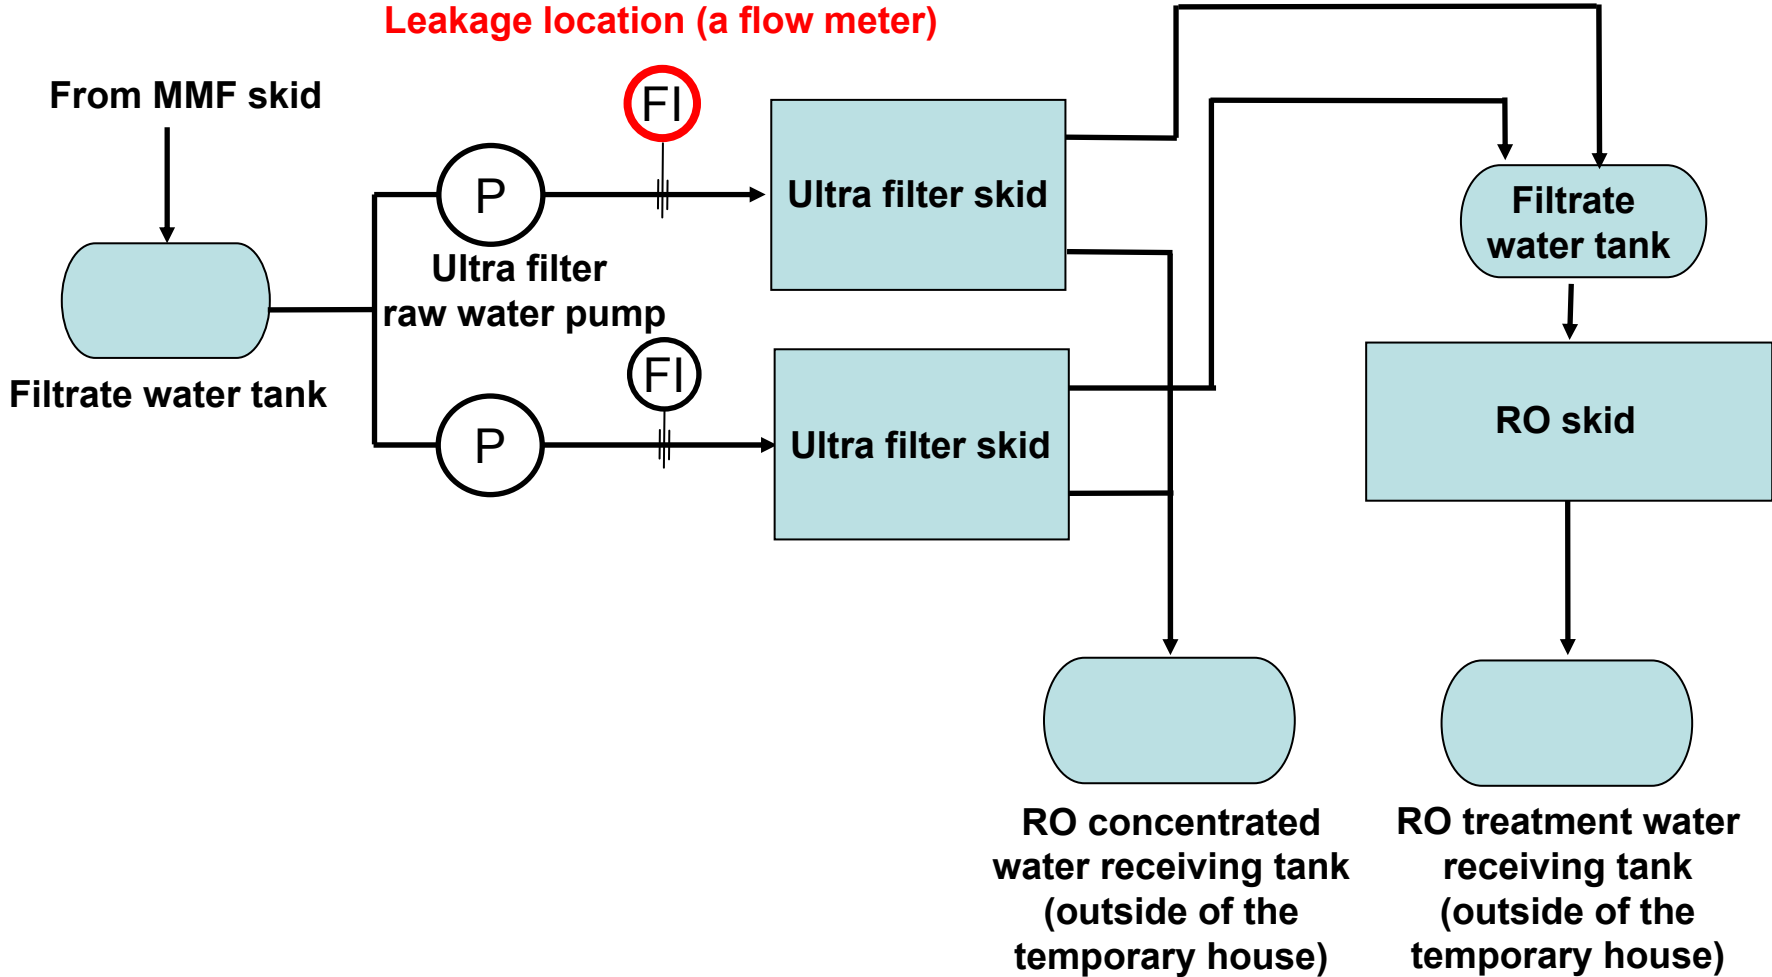 Leakage location (a flow meter)
From MMF skid
FI
P
Ultra filter skid
Filtrate
water tank
Ultra filter
raw water pump
FI
Filtrate water tank
P
Ultra filter skid
RO skid
RO concentrated
water receiving tank
(outside of the
temporary house)
RO treatment water
receiving tank
(outside of the
temporary house)